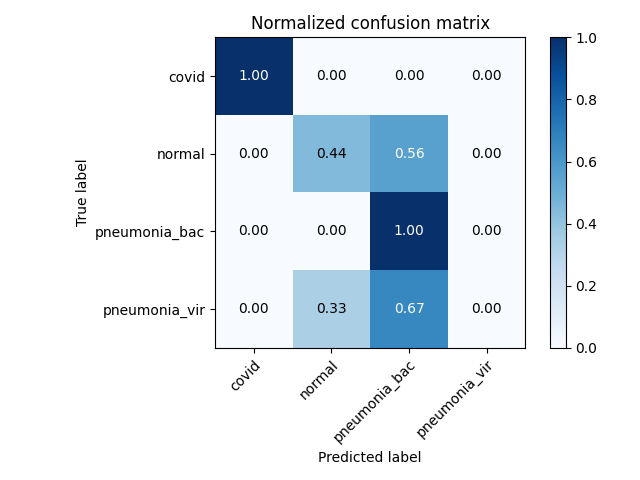 Normalized confusion matrix
True label
covid 1.00 0.00 0.00 0.00
normal 0.00 0.44 0.56 0.00
pneumonia_bac 0.00 0.00 1.00 0.00
pneumonia_vir 0.00 0.33 0.67 0.00
covid normal pneumonia_bac pneumonia_vir
Predicted label
1.0
0.8
0.6
0.4
0.2
0.0